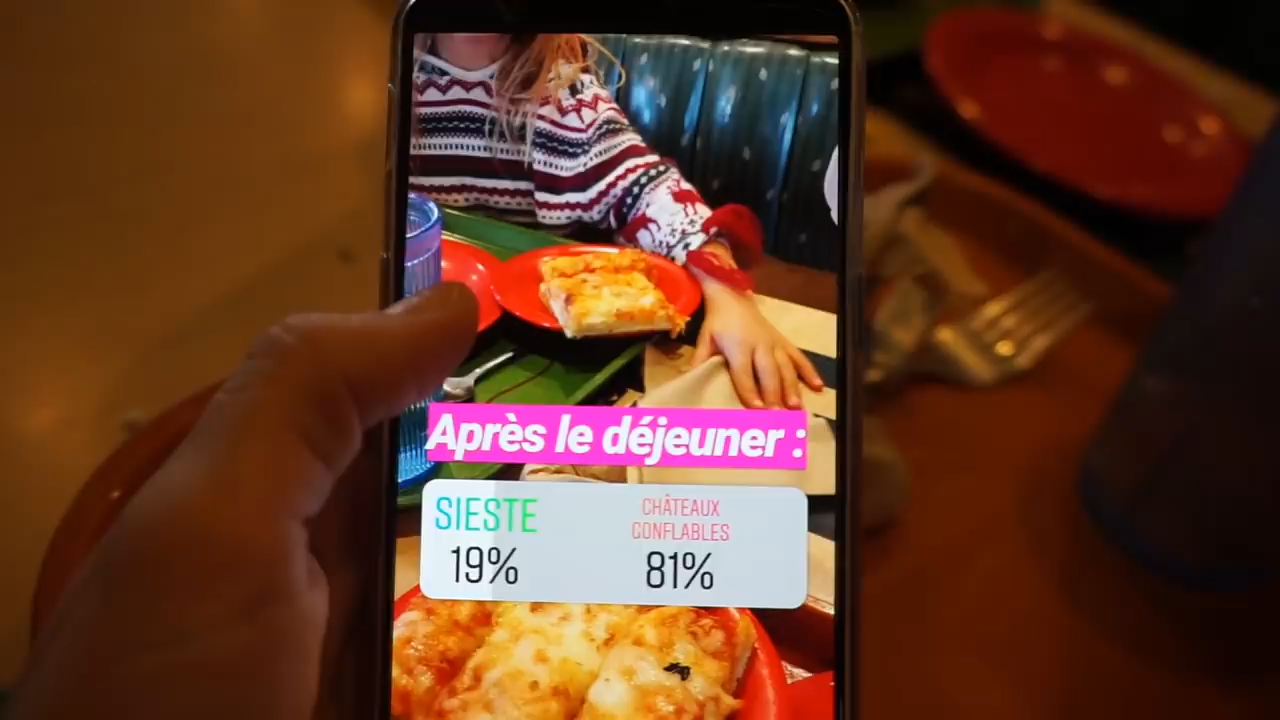 Après le déjeuner :
SIESTE
19%
CHÂTEAUX
CONFLABLES
81%